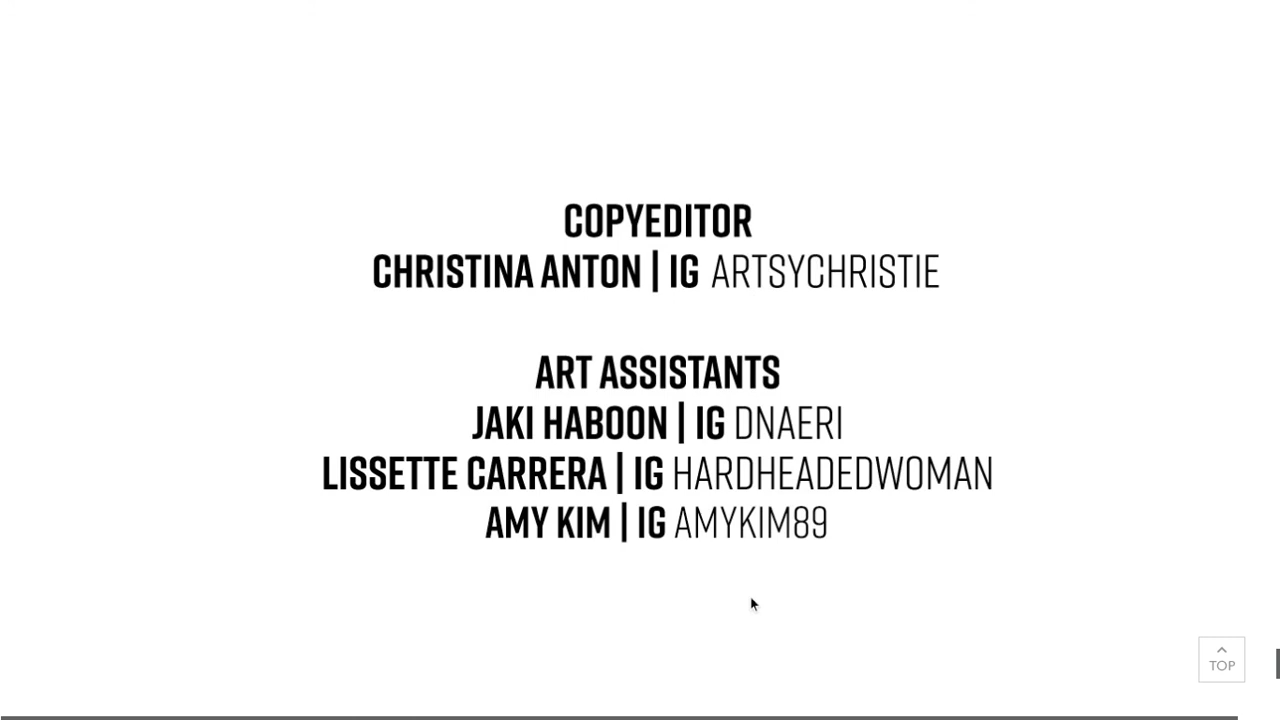 COPYEDITOR
CHRISTINA ANTON | IG ARTSYCHRISTIE
ART ASSISTANTS
JAKI HABOON | IG DNAERI
LISSETTE CARRERA | IG HARDHEADEDWOMAN
AMY KIM | IG AMYKIM89
TOP